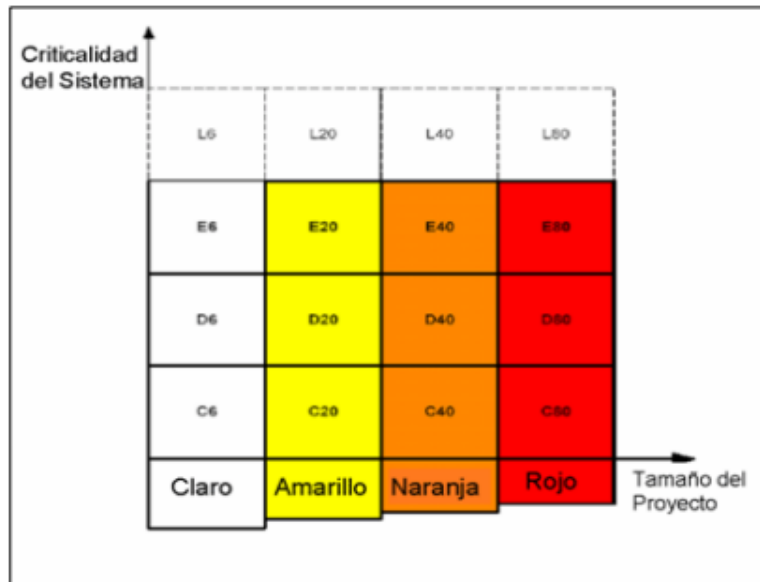 Criticalidad
del Sistema
L6 L20 L40 L80
E6 E20 E40 E80
D6 D20 D40 D80
C6 C20 C40 C80
Claro Amarillo Naranja Rojo
Tamaño del
Proyecto